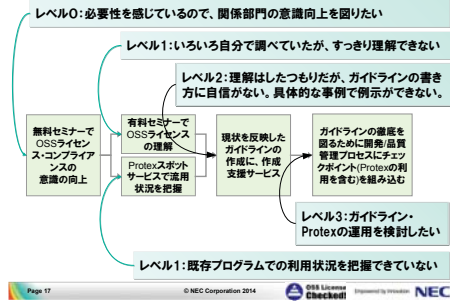 レベル0:必要性を感じているので、関係部門の意識向上を図りたい
レベル1:いろいろ自分で調べていたが、すっきり理解できない
レベル2:理解はしたつもりだが、ガイドラインの書き
方に自信がない。具体的な事例で例示ができない。
無料セミナーで
OSSライセン
ス・コンプライア
ンスの
意識の向上
有料セミナーで
OSSライセンス
の理解
Protexスポット
サービスで流用
状況を把握
現状を反映した
ガイドラインの
作成に、作成
支援サービス
ガイドラインの徹底を
図るために開発/品質
管理プロセスにチェッ
クポイント(Protexの利
用を含む)を組み込む
レベル3:ガイドライン・
Protexの運用を検討したい
レベル1:既存プログラムでの利用状況を把握できていない
Page 17
© NEC Corporation 2014
OSS License
Checked!
Empowered by Innovation
NEC